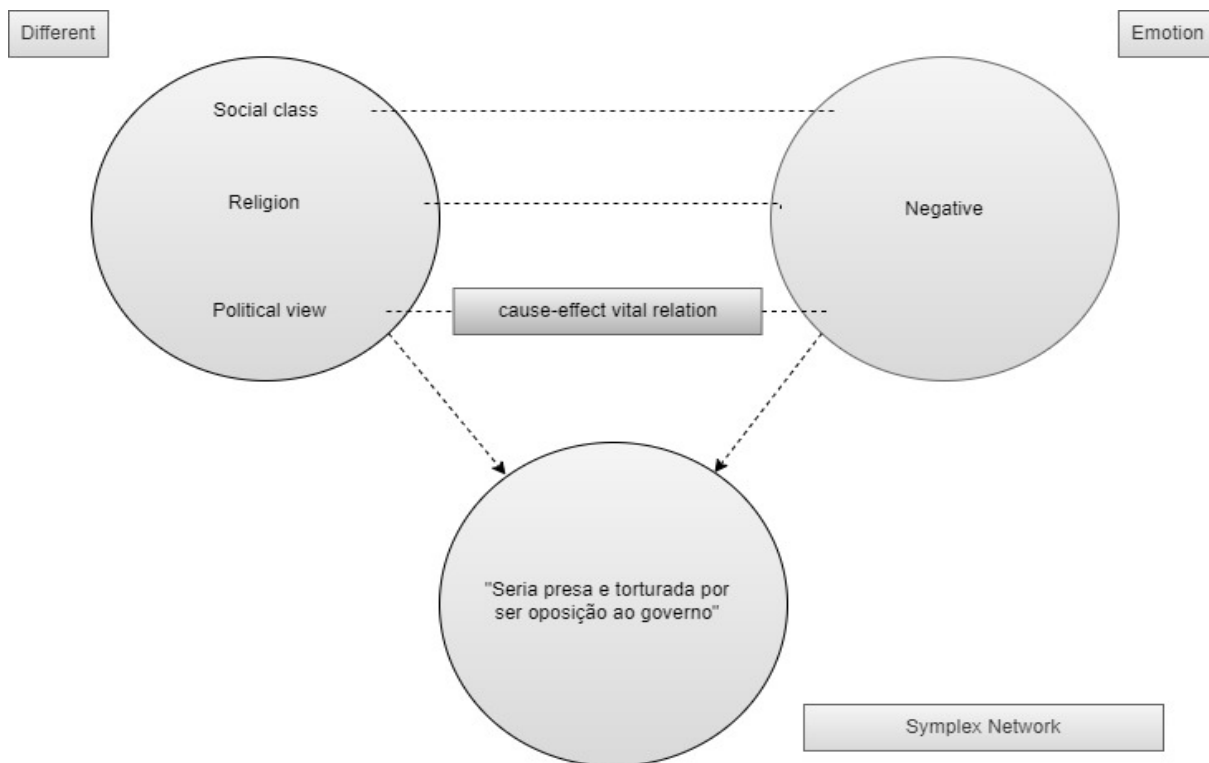 Different
Emotion
Social class
Religion
Negative
Political view
cause-effect vital relation
"Seria presa e torturada por
ser oposição ao governo"
Symplex Network